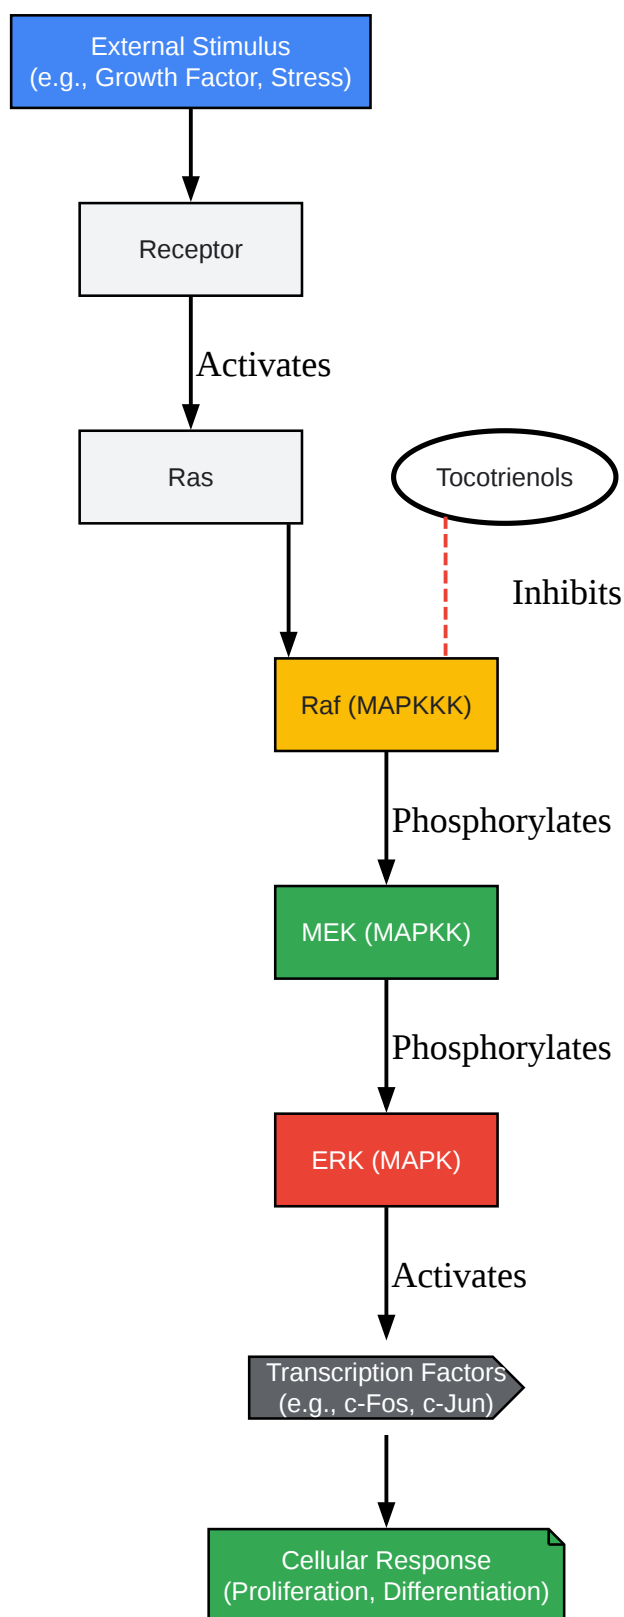 External Stimulus
(e.g., Growth Factor, Stress)
Receptor
Activates
Ras
Tocotrienols
Inhibits
Raf (MAPKKK)
Phosphorylates
MEK (MAPKK)
Phosphorylates
ERK (MAPK)
Activates
Transcription Factors
(e.g., c-Fos, c-Jun)
Cellular Response
(Proliferation, Differentiation)